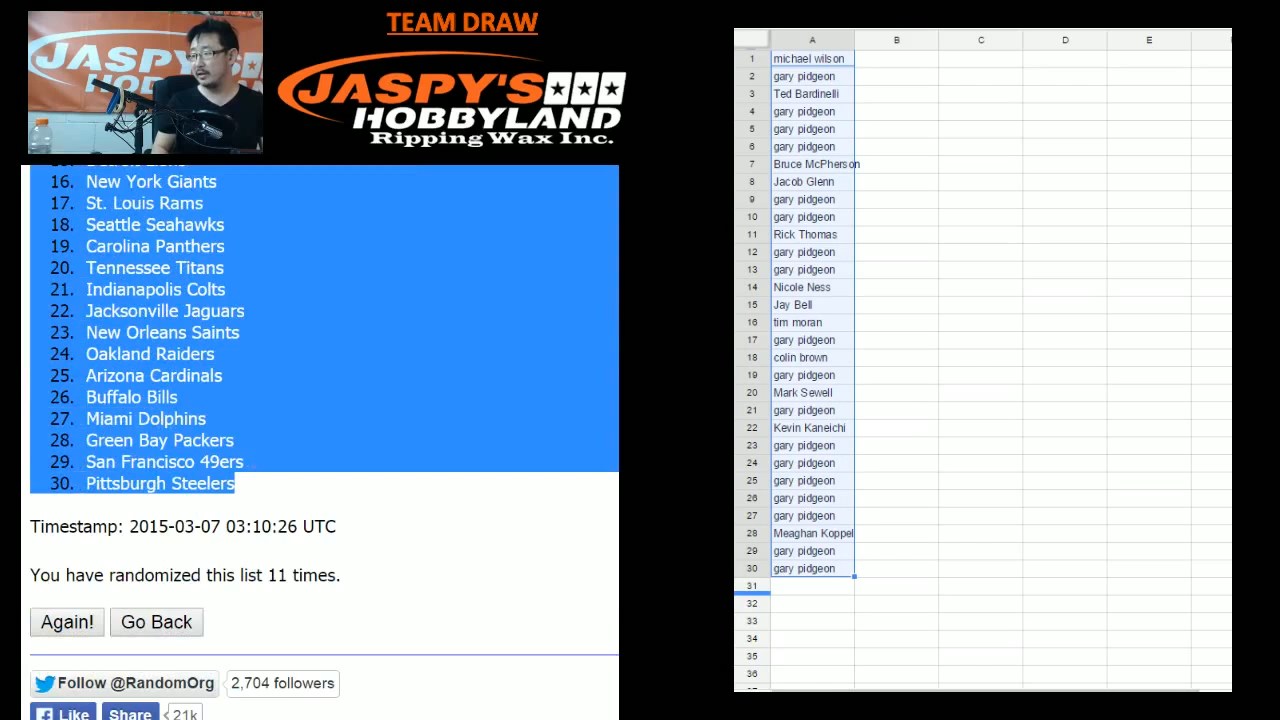 TEAM DRAW
JASPY'S
HOBBYLAND
Ripping Wax Inc.
JASPY'S
HOBBY
16. New York Giants
17. St. Louis Rams
18. Seattle Seahawks
19. Carolina Panthers
20. Tennessee Titans
21. Indianapolis Colts
22. Jacksonville Jaguars
23. New Orleans Saints
24. Oakland Raiders
25. Arizona Cardinals
26. Buffalo Bills
27. Miami Dolphins
28. Green Bay Packers
29. San Francisco 49ers
30. Pittsburgh Steelers
Timestamp: 2015-03-07 03:10:26 UTC
You have randomized this list 11 times.
Again! Go Back
Follow @RandomOrg 2,704 followers
Like Share 21k
A B C D E
1 michael wilson
2 gary pidgeon
3 Ted Bardinelli
4 gary pidgeon
5 gary pidgeon
6 gary pidgeon
7 Bruce McPherson
8 Jacob Glenn
9 gary pidgeon
10 gary pidgeon
11 Rick Thomas
12 gary pidgeon
13 gary pidgeon
14 Nicole Ness
15 Jay Bell
16 tim moran
17 gary pidgeon
18 colin brown
19 gary pidgeon
20 Mark Sewell
21 gary pidgeon
22 Kevin Kaneichi
23 gary pidgeon
24 gary pidgeon
25 gary pidgeon
26 gary pidgeon
27 gary pidgeon
28 Meaghan Koppel
29 gary pidgeon
30 gary pidgeon
31
32
33
34
35
36